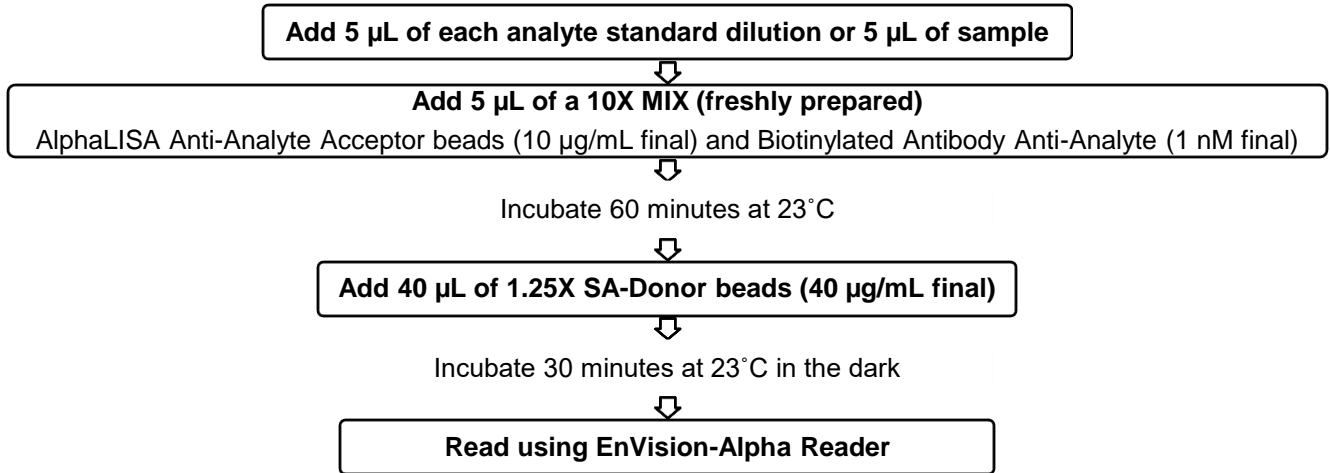 Add 5 µL of each analyte standard dilution or 5 µL of sample
Add 5 µL of a 10X MIX (freshly prepared)
AlphaLISA Anti-Analyte Acceptor beads (10 µg/mL final) and Biotinylated Antibody Anti-Analyte (1 nM final)
Incubate 60 minutes at 23˚C
Add 40 µL of 1.25X SA-Donor beads (40 µg/mL final)
Incubate 30 minutes at 23˚C in the dark
Read using EnVision-Alpha Reader